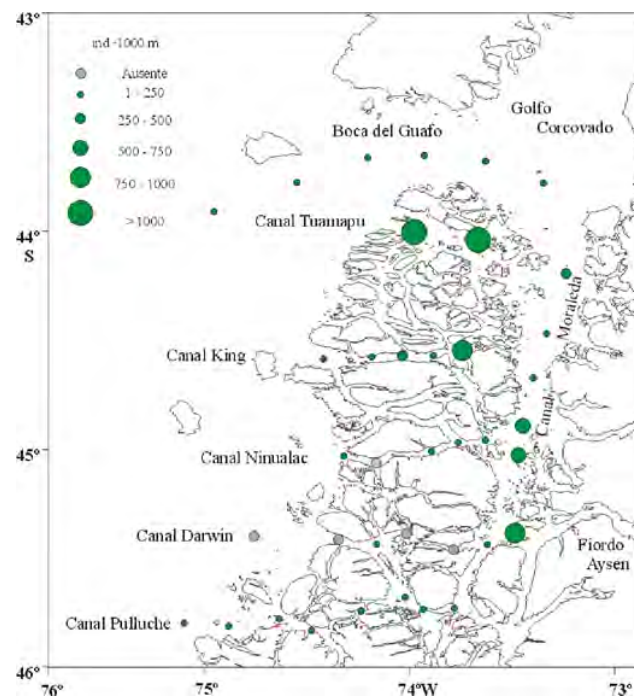 43°
ind ·1000 m
Ausente
1 - 250
250 - 500
500 - 750
750 - 1000
> 1000
Golfo
Corcovado
Boca del Guafo
Canal Tuamapu
44°
S
Moraleda
Canal
Canal King
45°
Canal Ninualac
Canal Darwin
Fiordo
Aysen
Canal Pulluche
46°
76°
75°
74°W
73°